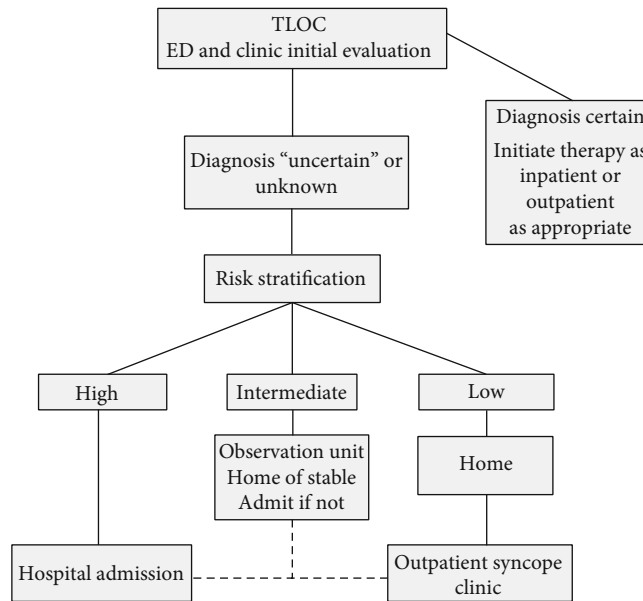 TLOC
ED and clinic initial evaluation
Diagnosis certain
Initiate therapy as
inpatient or
outpatient
as appropriate
Diagnosis “uncertain” or
unknown
Risk stratification
High
Intermediate
Low
Observation unit
Home of stable
Admit if not
Home
Hospital admission
Outpatient syncope
clinic